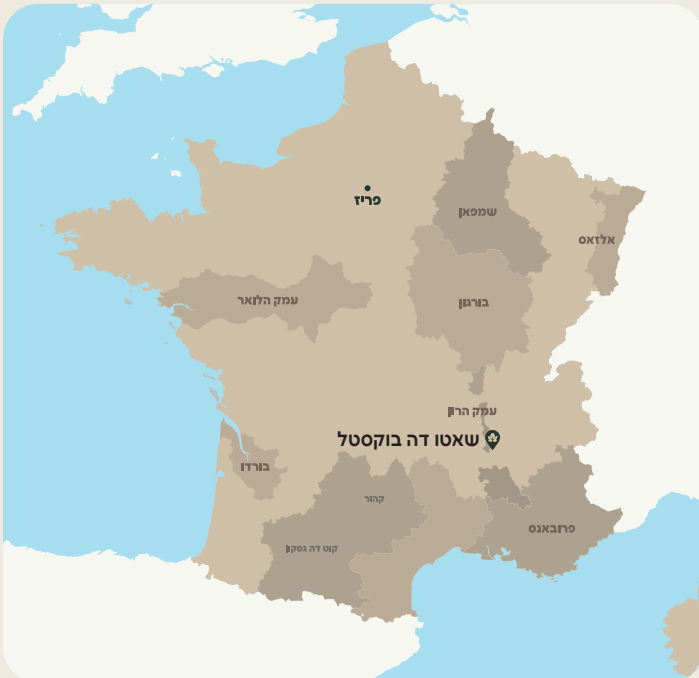 פריז
שמפאן
אלזאס
עמק הלואר
בורגון
עמק הרון
שאטו דה בוקסטל
בורדו
קהור
פרובאנס
קוט דה גסקון